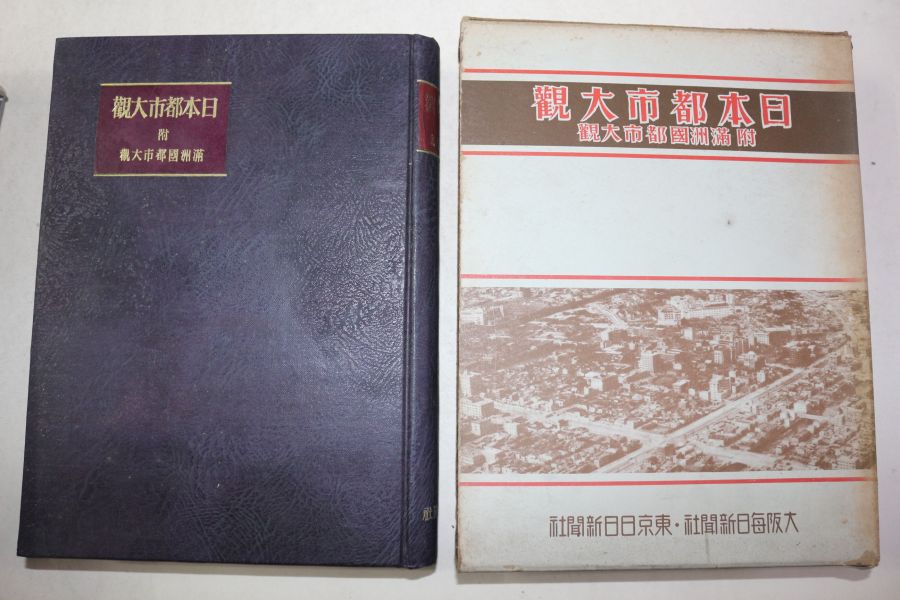 日本都市大觀
附
滿洲國都市大觀
日本都市大觀
附滿洲國都市大觀
大阪每日新聞社・東京日日新聞社